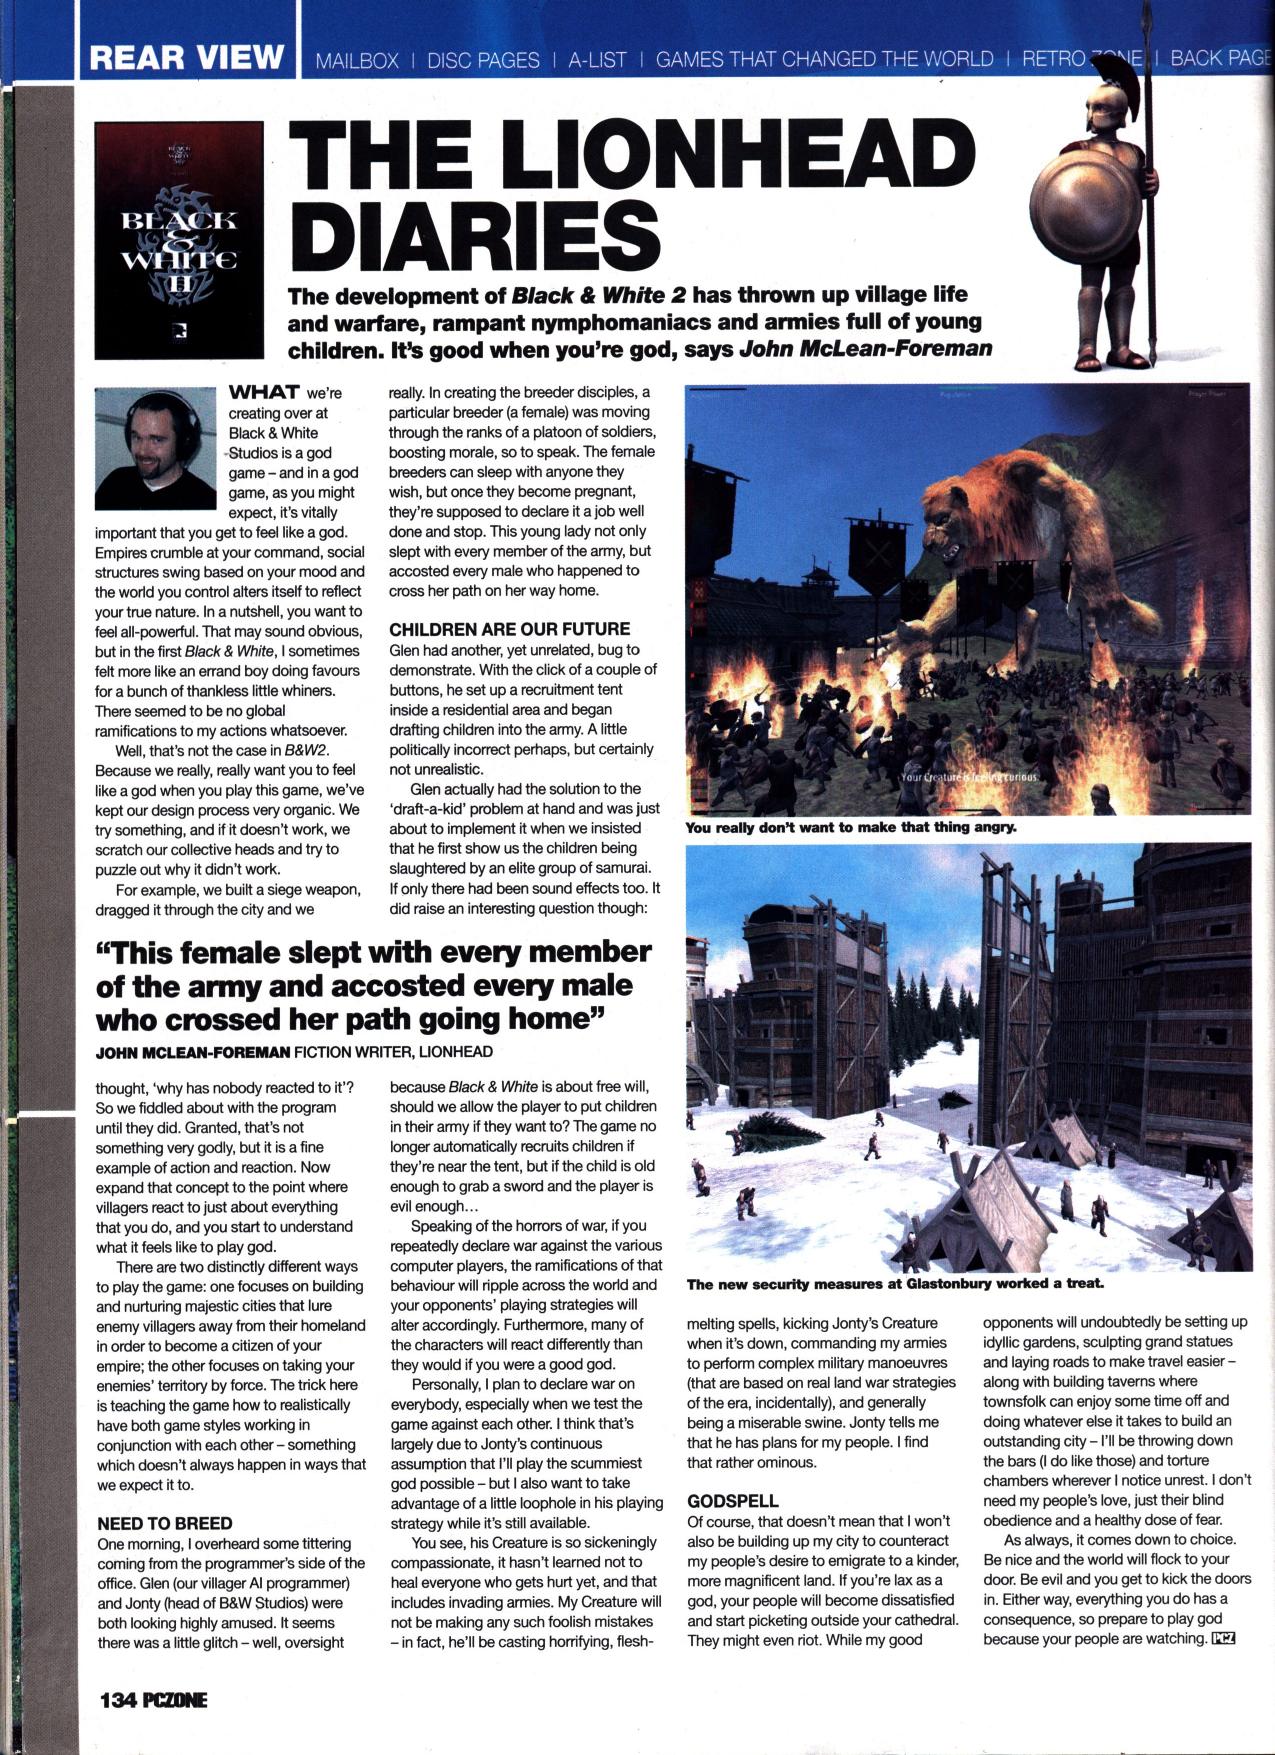 REAR VIEW
MAILBOX | DISC PAGES | A-LIST | GAMES THAT CHANGED THE WORLD | RETRO ZONE | BACK PAGE
BLACK
&
WHITE
II
THE LIONHEAD
DIARIES
The development of Black & White 2 has thrown up village life
and warfare, rampant nymphomaniacs and armies full of young
children. It's good when you're god, says John McLean-Foreman
WHAT we're
creating over at
Black & White
Studios is a god
game – and in a god
game, as you might
expect, it's vitally
important that you get to feel like a god.
Empires crumble at your command, social
structures swing based on your mood and
the world you control alters itself to reflect
your true nature. In a nutshell, you want to
feel all-powerful. That may sound obvious,
but in the first Black & White, I sometimes
felt more like an errand boy doing favours
for a bunch of thankless little whiners.
There seemed to be no global
ramifications to my actions whatsoever.
Well, that's not the case in B&W2.
Because we really, really want you to feel
like a god when you play this game, we've
kept our design process very organic. We
try something, and if it doesn't work, we
scratch our collective heads and try to
puzzle out why it didn't work.
For example, we built a siege weapon,
dragged it through the city and we
thought, 'why has nobody reacted to it'?
So we fiddled about with the program
until they did. Granted, that's not
something very godly, but it is a fine
example of action and reaction. Now
expand that concept to the point where
villagers react to just about everything
that you do, and you start to understand
what it feels like to play god.
There are two distinctly different ways
to play the game: one focuses on building
and nurturing majestic cities that lure
enemy villagers away from their homeland
in order to become a citizen of your
empire; the other focuses on taking your
enemies' territory by force. The trick here
is teaching the game how to realistically
have both game styles working in
conjunction with each other – something
which doesn't always happen in ways that
we expect it to.
NEED TO BREED
One morning, I overheard some tittering
coming from the programmer's side of the
office. Glen (our villager AI programmer)
and Jonty (head of B&W Studios) were
both looking highly amused. It seems
there was a little glitch – well, oversight
really. In creating the breeder disciples, a
particular breeder (a female) was moving
through the ranks of a platoon of soldiers,
boosting morale, so to speak. The female
breeders can sleep with anyone they
wish, but once they become pregnant,
they're supposed to declare it a job well
done and stop. This young lady not only
slept with every member of the army, but
accosted every male who happened to
cross her path on her way home.
CHILDREN ARE OUR FUTURE
Glen had another, yet unrelated, bug to
demonstrate. With the click of a couple of
buttons, he set up a recruitment tent
inside a residential area and began
drafting children into the army. A little
politically incorrect perhaps, but certainly
not unrealistic.
Glen actually had the solution to the
'draft-a-kid' problem at hand and was just
about to implement it when we insisted
that he first show us the children being
slaughtered by an elite group of samurai.
If only there had been sound effects too. It
did raise an interesting question though:
"This female slept with every member
of the army and accosted every male
who crossed her path going home"
JOHN MCLEAN-FOREMAN FICTION WRITER, LIONHEAD
because Black & White is about free will,
should we allow the player to put children
in their army if they want to? The game no
longer automatically recruits children if
they're near the tent, but if the child is old
enough to grab a sword and the player is
evil enough…
Speaking of the horrors of war, if you
repeatedly declare war against the various
computer players, the ramifications of that
behaviour will ripple across the world and
your opponents' playing strategies will
alter accordingly. Furthermore, many of
the characters will react differently than
they would if you were a good god.
Personally, I plan to declare war on
everybody, especially when we test the
game against each other. I think that's
largely due to Jonty's continuous
assumption that I'll play the scummiest
god possible – but I also want to take
advantage of a little loophole in his playing
strategy while it's still available.
You see, his Creature is so sickeningly
compassionate, it hasn't learned not to
heal everyone who gets hurt yet, and that
includes invading armies. My Creature will
not be making any such foolish mistakes
– in fact, he'll be casting horrifying, flesh-
Population
Player Power
Your Creature is feeling curious
You really don't want to make that thing angry.
The new security measures at Glastonbury worked a treat.
melting spells, kicking Jonty's Creature
when it's down, commanding my armies
to perform complex military manoeuvres
(that are based on real land war strategies
of the era, incidentally), and generally
being a miserable swine. Jonty tells me
that he has plans for my people. I find
that rather ominous.
GODSPELL
Of course, that doesn't mean that I won't
also be building up my city to counteract
my people's desire to emigrate to a kinder,
more magnificent land. If you're lax as a
god, your people will become dissatisfied
and start picketing outside your cathedral.
They might even riot. While my good
opponents will undoubtedly be setting up
idyllic gardens, sculpting grand statues
and laying roads to make travel easier –
along with building taverns where
townsfolk can enjoy some time off and
doing whatever else it takes to build an
outstanding city – I'll be throwing down
the bars (I do like those) and torture
chambers wherever I notice unrest. I don't
need my people's love, just their blind
obedience and a healthy dose of fear.
As always, it comes down to choice.
Be nice and the world will flock to your
door. Be evil and you get to kick the doors
in. Either way, everything you do has a
consequence, so prepare to play god
because your people are watching. PCZ
134 PCZONE